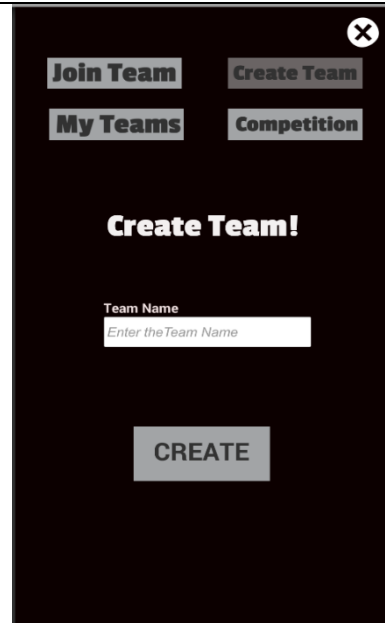 Join Team Create Team
My Teams Competition
Create Team!
Team Name
Enter theTeam Name
CREATE